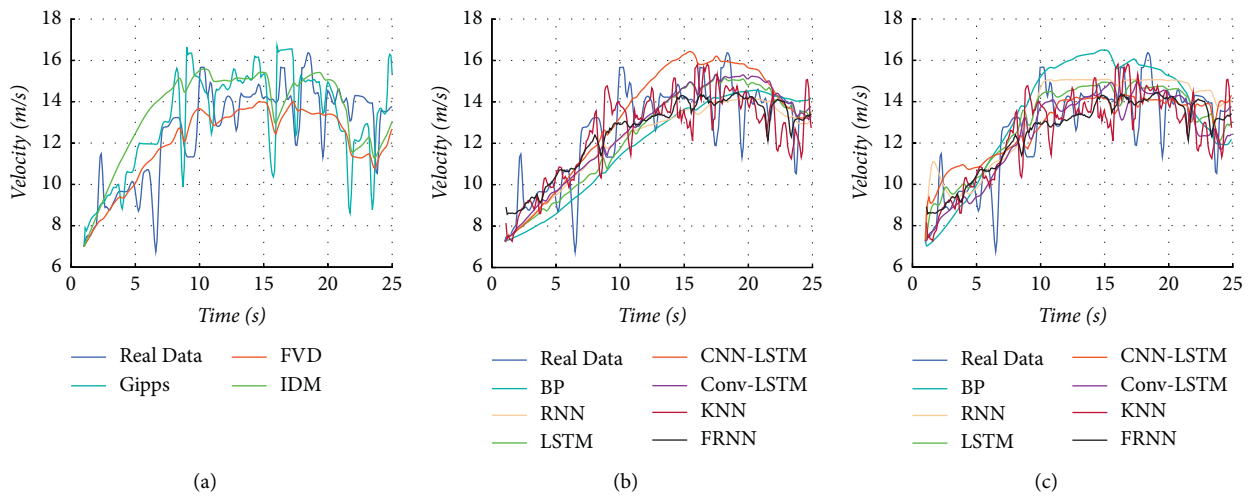 18
16
14
12
10
8
6
Velocity (m/s)
0 5 10 15 20 25
Time (s)
Real Data
Gipps
FVD
IDM
(a)
18
16
14
12
10
8
6
Velocity (m/s)
0 5 10 15 20 25
Time (s)
Real Data
BP
RNN
LSTM
CNN-LSTM
Conv-LSTM
KNN
FRNN
(b)
18
16
14
12
10
8
6
Velocity (m/s)
0 5 10 15 20 25
Time (s)
Real Data
BP
RNN
LSTM
CNN-LSTM
Conv-LSTM
KNN
FRNN
(c)